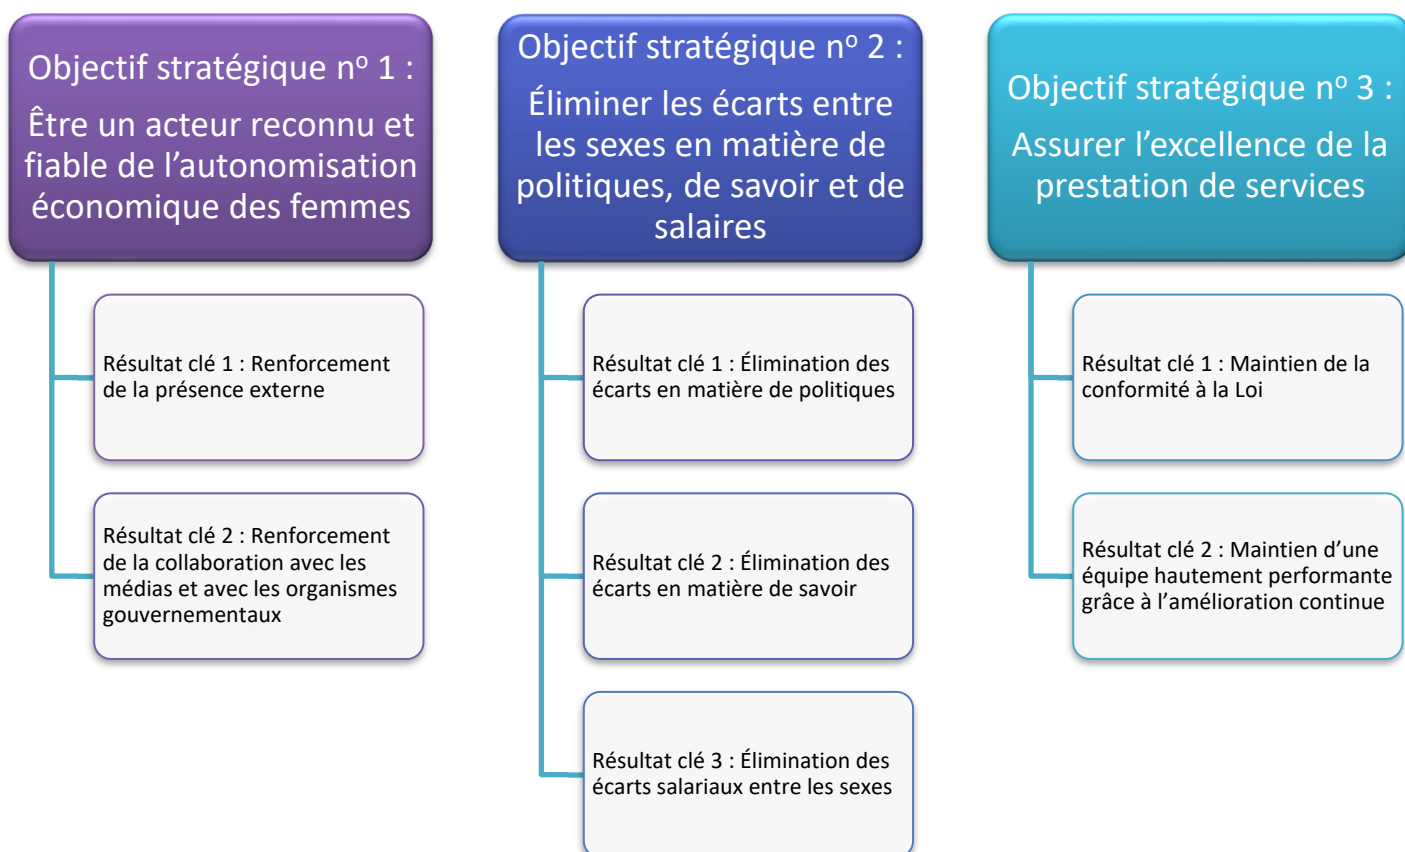 Objectif stratégique nº 1 :
Être un acteur reconnu et
fiable de l’autonomisation
économique des femmes
Résultat clé 1 : Renforcement
de la présence externe
Résultat clé 2 : Renforcement
de la collaboration avec les
médias et avec les organismes
gouvernementaux
Objectif stratégique nº 2 :
Éliminer les écarts entre
les sexes en matière de
politiques, de savoir et de
salaires
Résultat clé 1 : Élimination des
écarts en matière de politiques
Résultat clé 2 : Élimination des
écarts en matière de savoir
Résultat clé 3 : Élimination des
écarts salariaux entre les sexes
Objectif stratégique nº 3 :
Assurer l’excellence de la
prestation de services
Résultat clé 1 : Maintien de la
conformité à la Loi
Résultat clé 2 : Maintien d’une
équipe hautement performante
grâce à l’amélioration continue